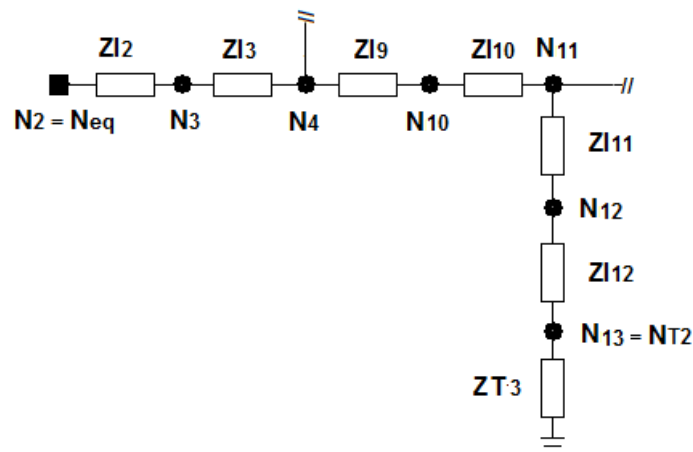 Zl2 Zl3 Zl9 Zl10 N11
N2 = Neq N3 N4 N10
Zl11
N12
Zl12
N13 = NT2
ZT3